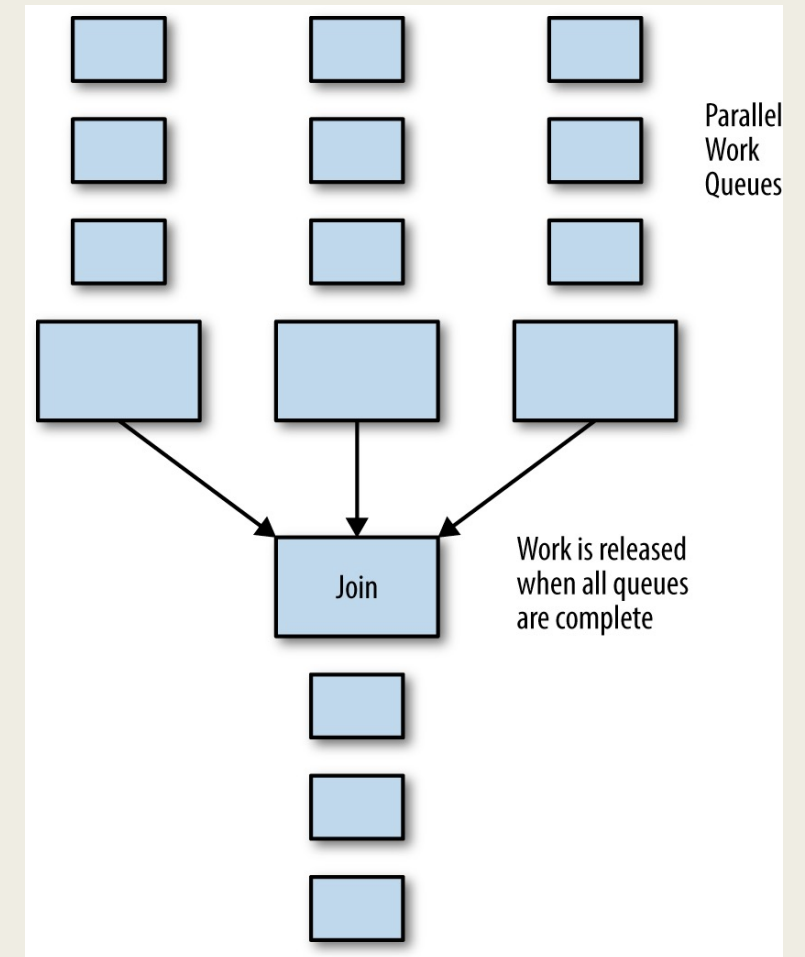 Parallel
Work
Queues
Join
Work is released
when all queues
are complete